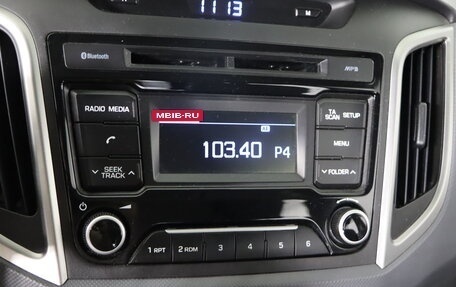 11:13
M
Bluetooth
MP3
RADIO MEDIA
MBIB-RU
TA SCAN SETUP
103.40 P4
MENU
SEEK TRACK
FOLDER
1 RPT 2 RDM 3 4 5 6